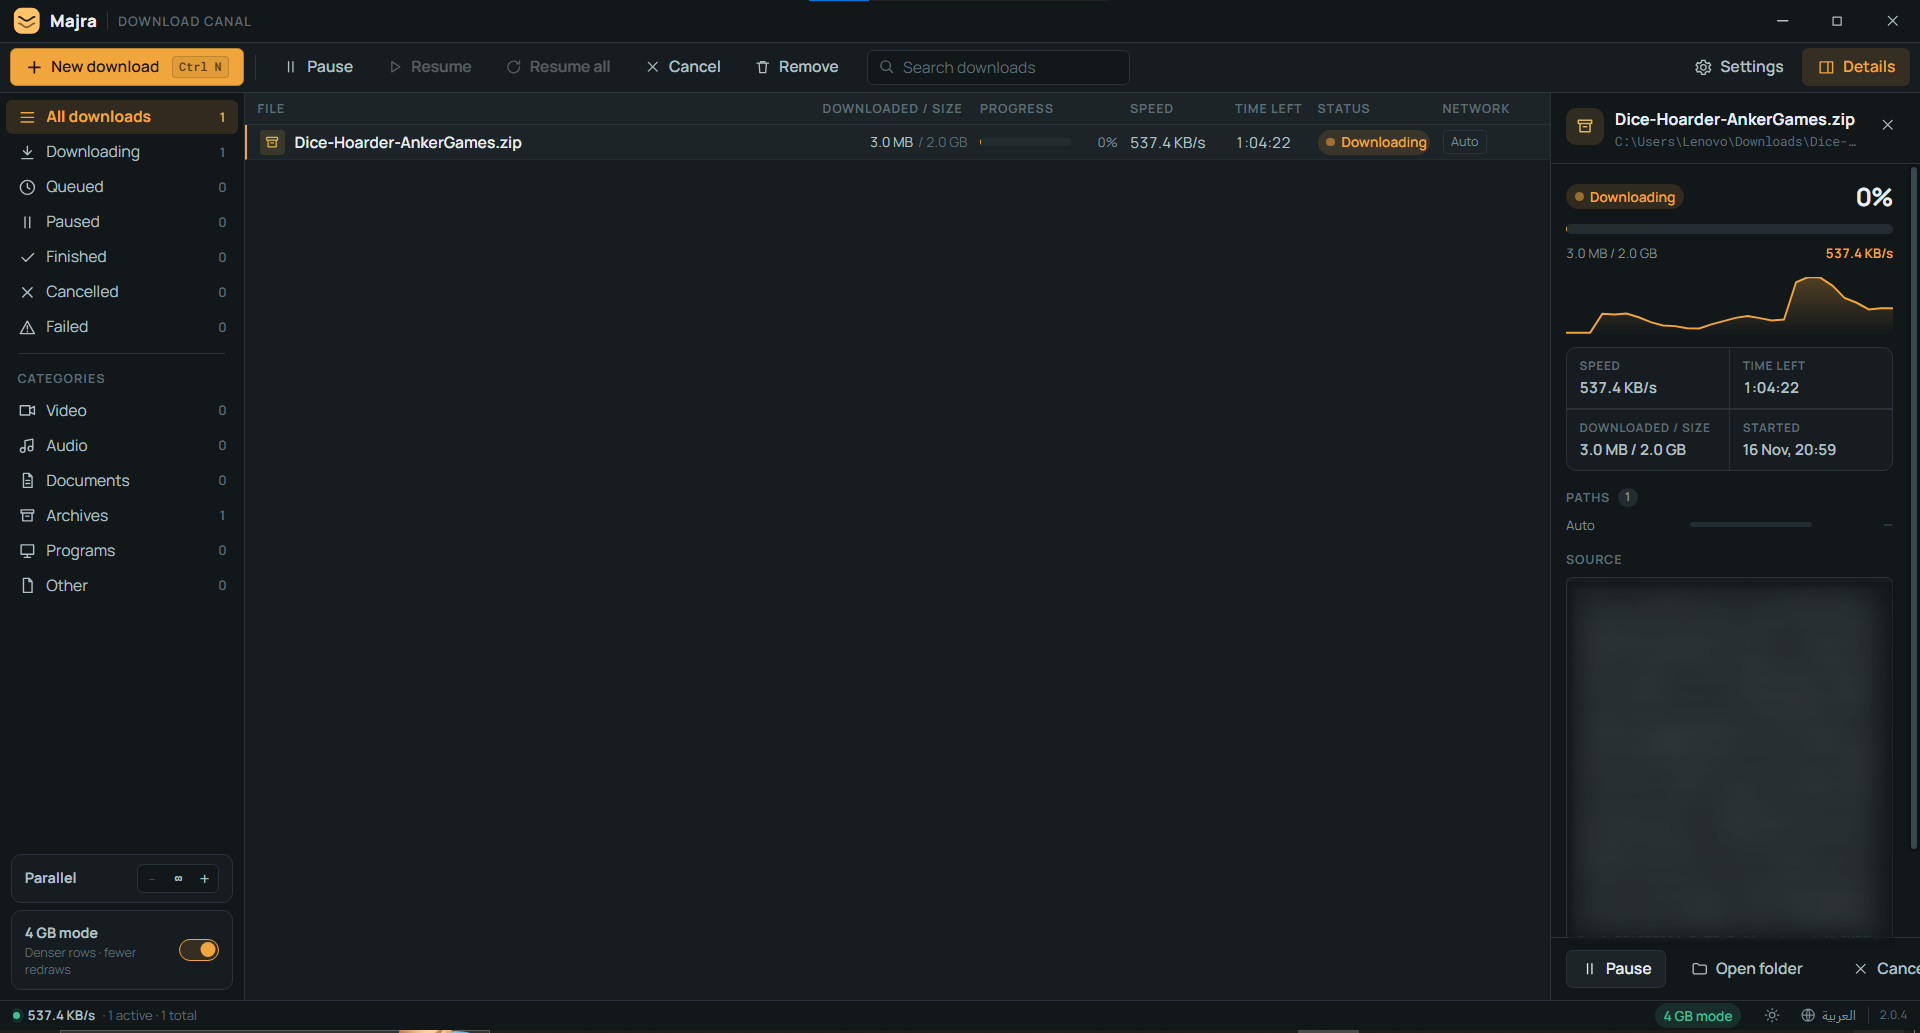 Majra DOWNLOAD CANAL
New download Ctrl N Pause Resume Resume all Cancel Remove Search downloads Settings Details
All downloads 1
Downloading 1
Queued 0
Paused 0
Finished 0
Cancelled 0
Failed 0
CATEGORIES
Video 0
Audio 0
Documents 0
Archives 1
Programs 0
Other 0
Parallel - ∞ +
4 GB mode
Denser rows · fewer
redraws
FILE DOWNLOADED / SIZE PROGRESS SPEED TIME LEFT STATUS NETWORK
Dice-Hoarder-AnkerGames.zip 3.0 MB / 2.0 GB 0% 537.4 KB/s 1:04:22 Downloading Auto
Dice-Hoarder-AnkerGames.zip
C:\Users\Lenovo\Downloads\Dice-…
Downloading 0%
3.0 MB / 2.0 GB 537.4 KB/s
SPEED TIME LEFT
537.4 KB/s 1:04:22
DOWNLOADED / SIZE STARTED
3.0 MB / 2.0 GB 16 Nov, 20:59
PATHS 1
Auto —
SOURCE
Pause Open folder Cance
537.4 KB/s · 1 active · 1 total 4 GB mode العربية 2.0.4